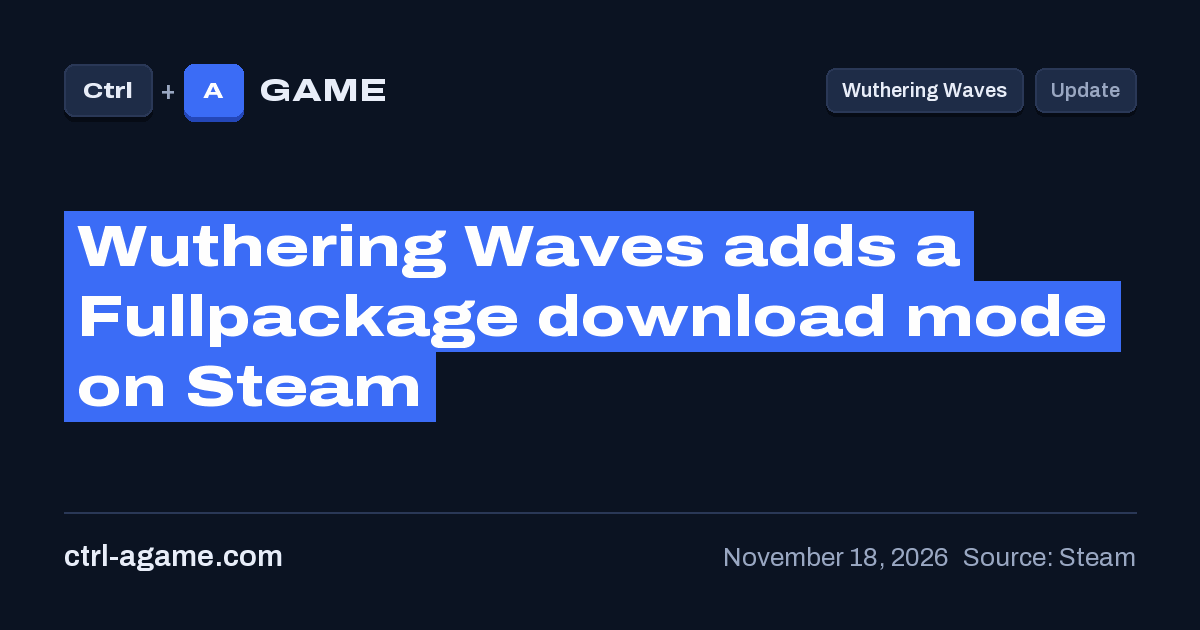 Ctrl + A GAME
Wuthering Waves Update
Wuthering Waves adds a
Fullpackage download mode
on Steam
ctrl-agame.com
November 18, 2026 Source: Steam